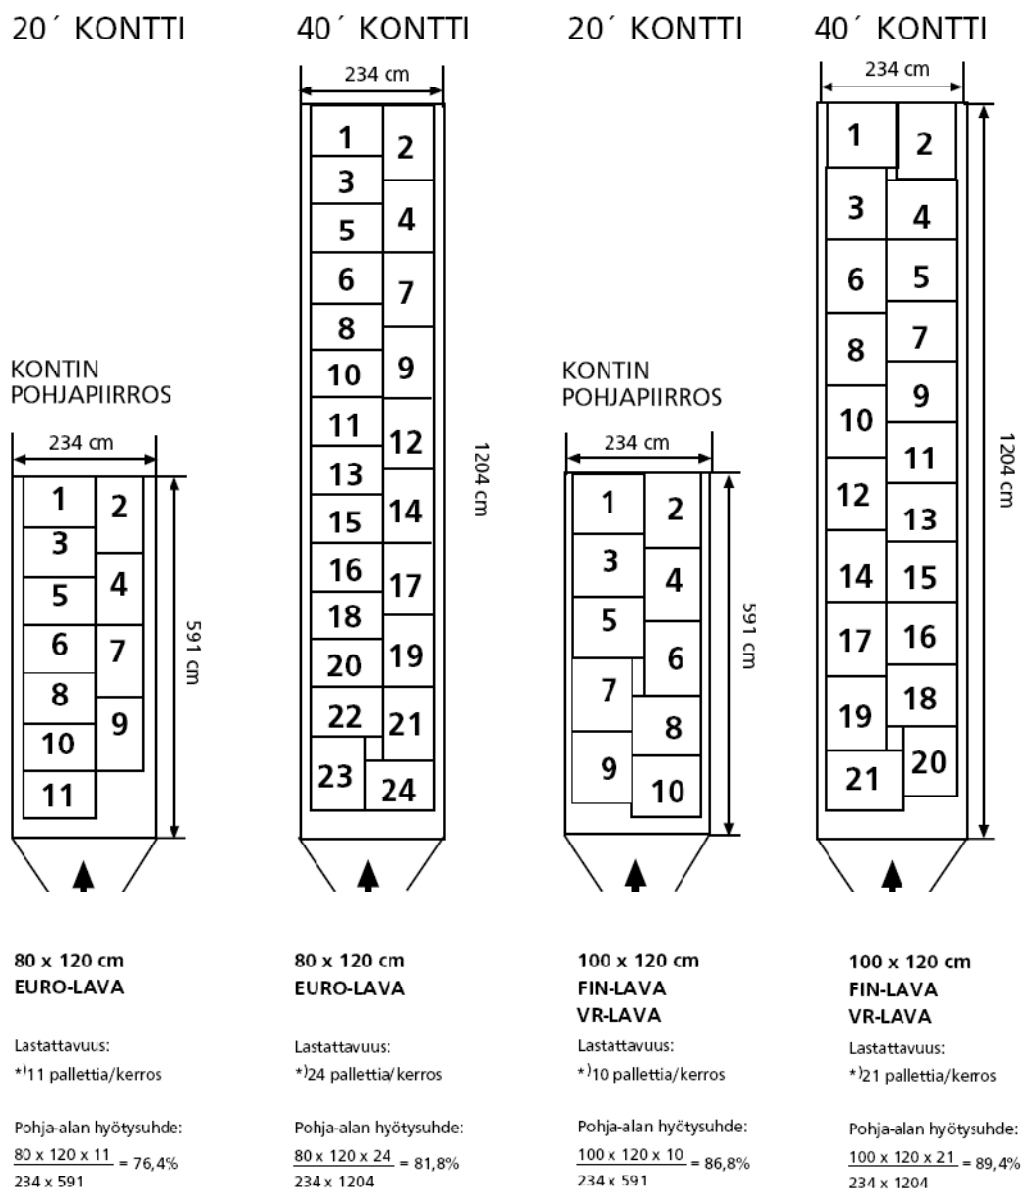 20´ KONTTI
KONTIN
POHJAPIIRROS
234 cm
1
2
3
4
5
6
7
8
9
10
11
591 cm
80 x 120 cm
EURO-LAVA
Lastattavuus:
*)11 pallettia/kerros
Pohja-alan hyötysuhde:
80 x 120 x 11
234 x 591
= 76,4%
40´ KONTTI
234 cm
1
2
3
4
5
6
7
8
9
10
11
12
13
14
15
16
17
18
19
20
21
22
23
24
1204 cm
80 x 120 cm
EURO-LAVA
Lastattavuus:
*)24 pallettia/kerros
Pohja-alan hyötysuhde:
80 x 120 x 24
234 x 1204
= 81,8%
20´ KONTTI
KONTIN
POHJAPIIRROS
234 cm
1
2
3
4
5
6
7
8
9
10
591 cm
100 x 120 cm
FIN-LAVA
VR-LAVA
Lastattavuus:
*)10 pallettia/kerros
Pohja-alan hyötysuhde:
100 x 120 x 10
234 x 591
= 86,8%
40´ KONTTI
234 cm
1
2
3
4
5
6
7
8
9
10
11
12
13
14
15
16
17
18
19
20
21
1204 cm
100 x 120 cm
FIN-LAVA
VR-LAVA
Lastattavuus:
*)21 pallettia/kerros
Pohja-alan hyötysuhde:
100 x 120 x 21
234 x 1204
= 89,4%